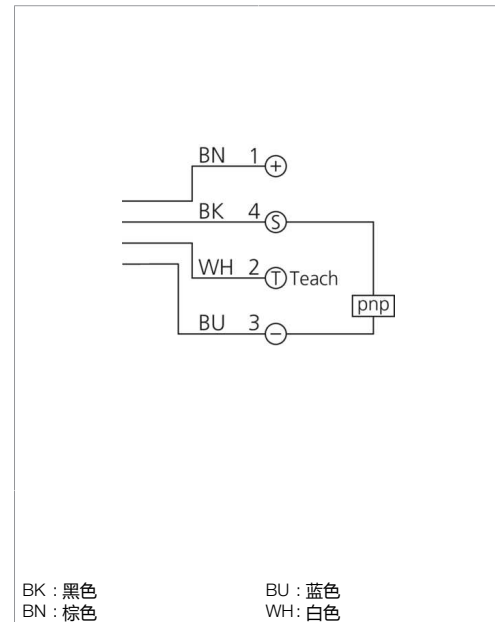 BN 1 +
BK 4 S
WH 2 T Teach
pnp
BU 3 −
BK : 黑色 BU : 蓝色
BN : 棕色 WH: 白色